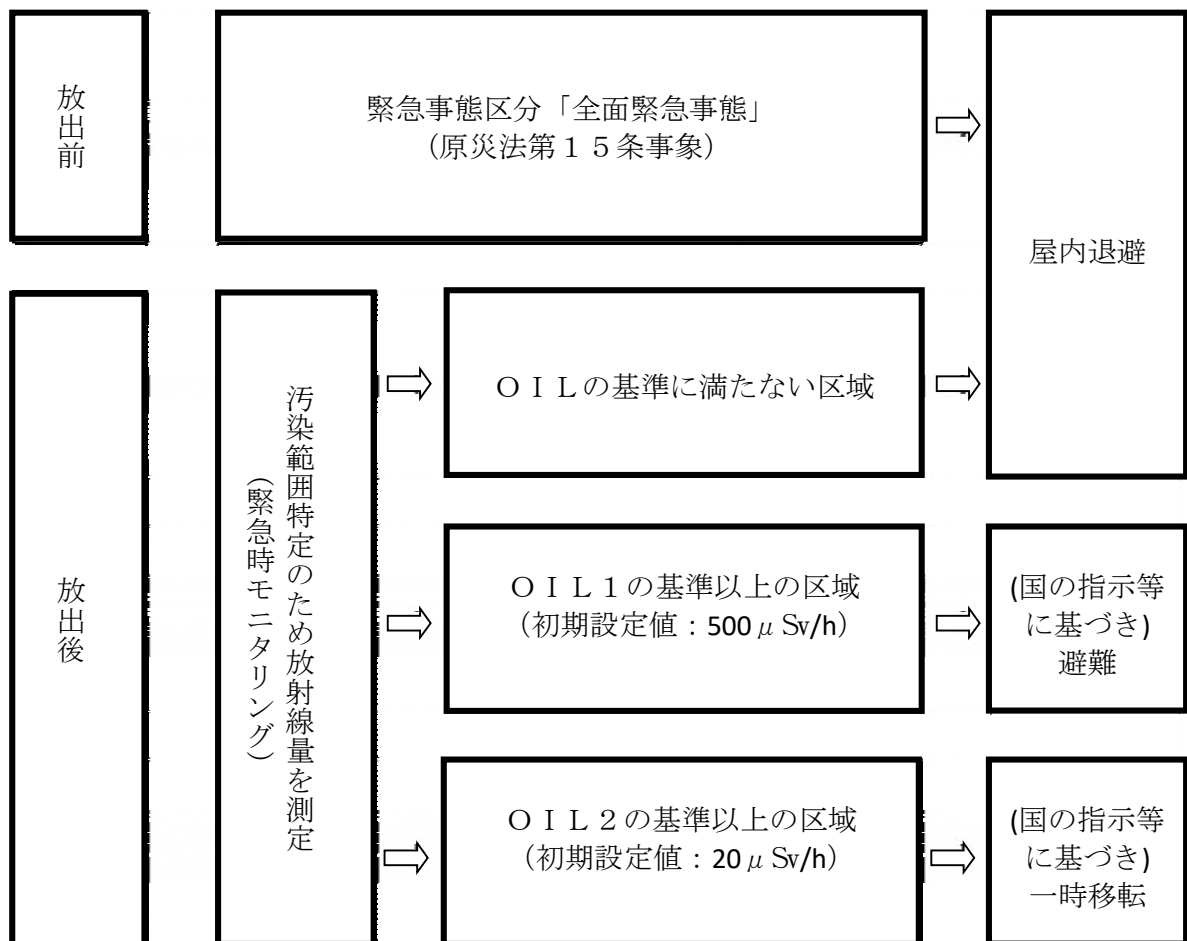 放出前
緊急事態区分「全面緊急事態」
（原災法第１５条事象）
屋内退避
放出後
汚染範囲特定のため放射線量を測定
（緊急時モニタリング）
ＯＩＬの基準に満たない区域
ＯＩＬ１の基準以上の区域
（初期設定値：500μSv/h）
(国の指示等
に基づき)
避難
ＯＩＬ２の基準以上の区域
（初期設定値：20μSv/h）
(国の指示等
に基づき)
一時移転